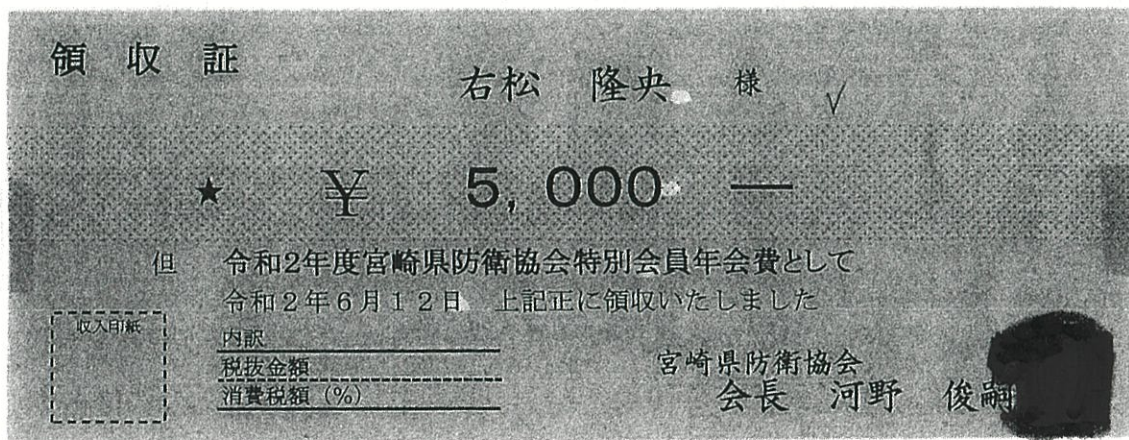 領収証
右松 隆央 様 √
★ ¥ 5,000 —
但 令和2年度宮崎県防衛協会特別会員年会費として
令和2年6月12日 上記正に領収いたしました
収入印紙
内訳
税抜金額
消費税額(%)
宮崎県防衛協会
会長 河野 俊嗣